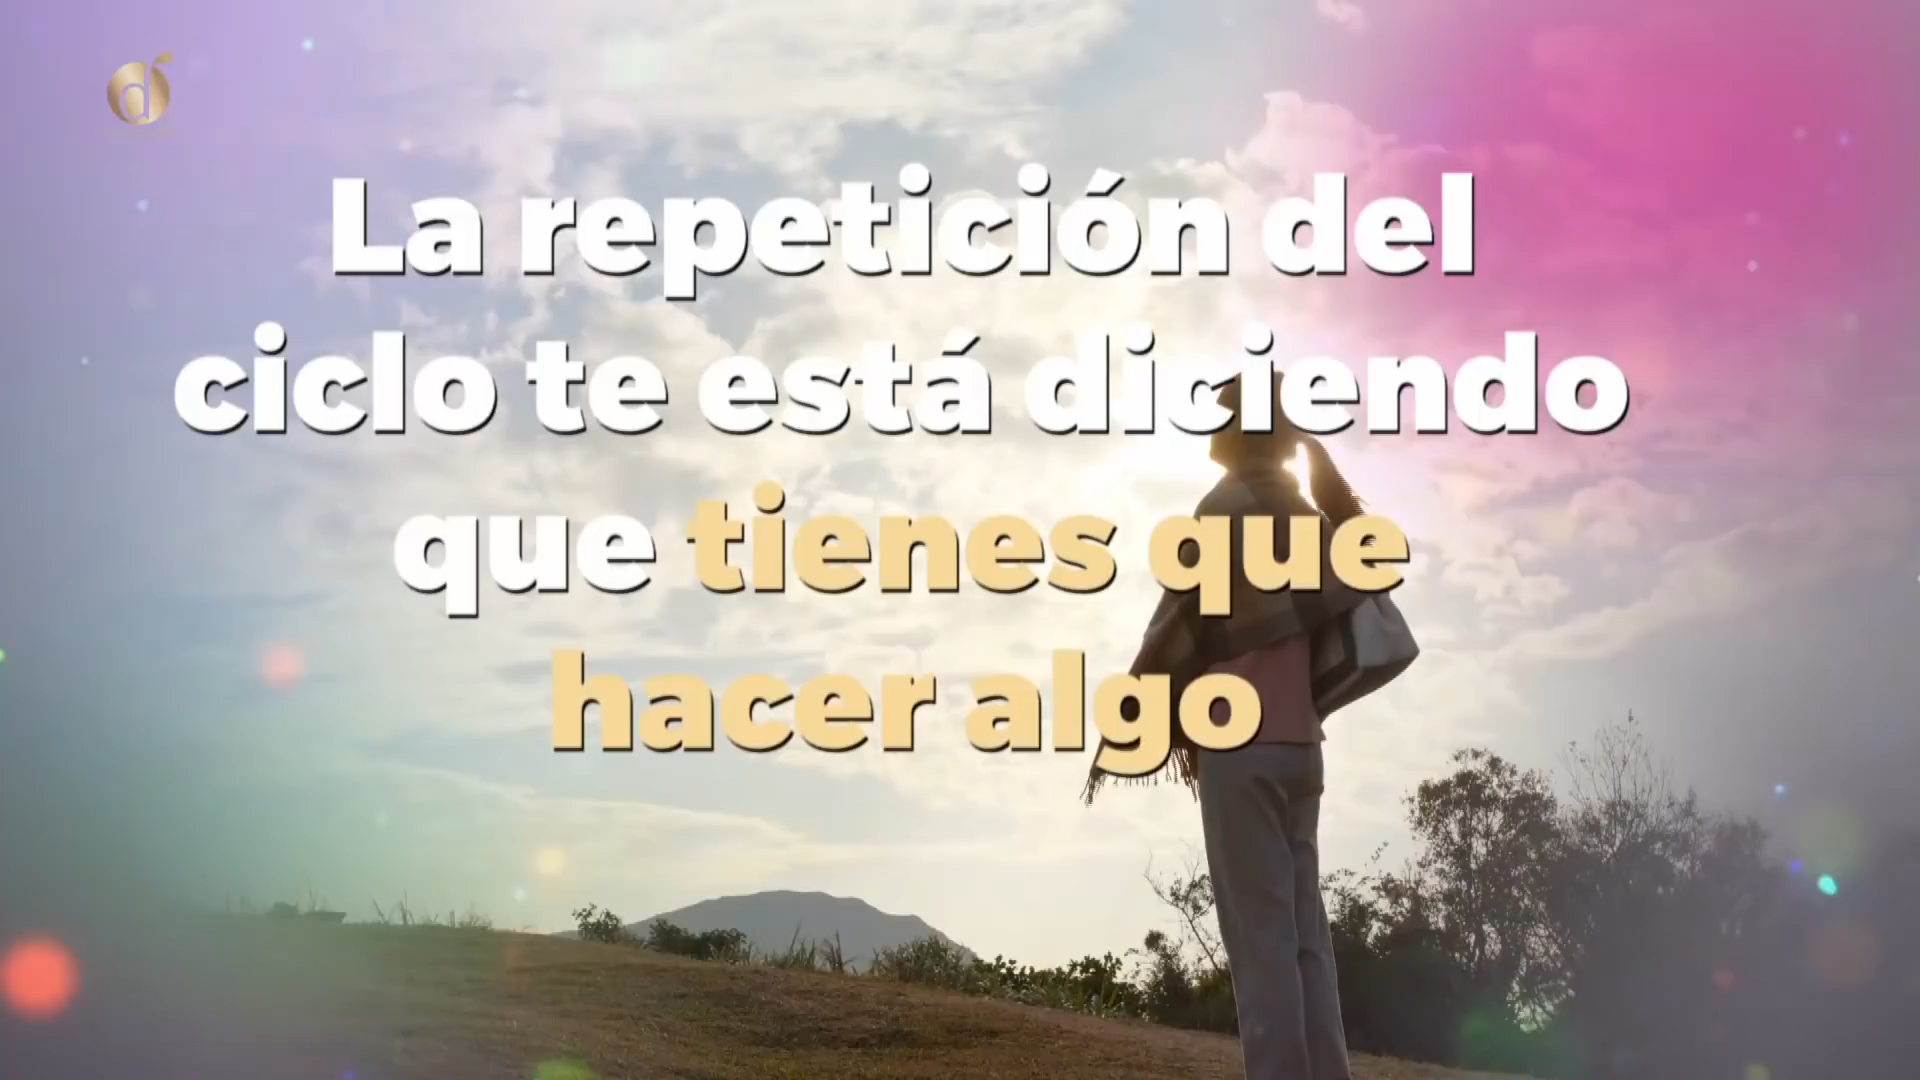 La repetición del
ciclo te está diciendo
que tienes que
hacer algo